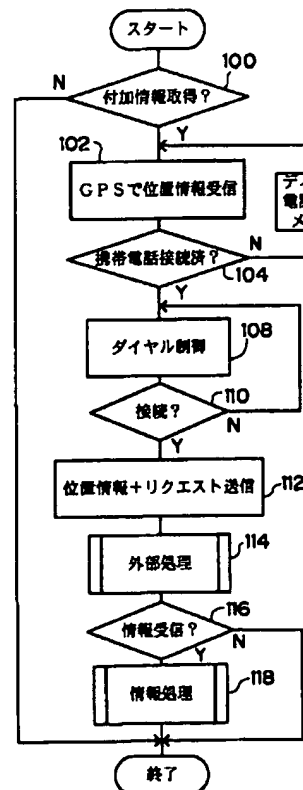 スタート
100
N
付加情報取得?
Y
102
GPSで位置情報受信
デ
電
メ
携帯電話接続済?
N
104
Y
ダイヤル制御
108
接続?
110
N
Y
位置情報+リクエスト送信
112
外部処理
114
情報受信?
116
N
Y
情報処理
118
終了